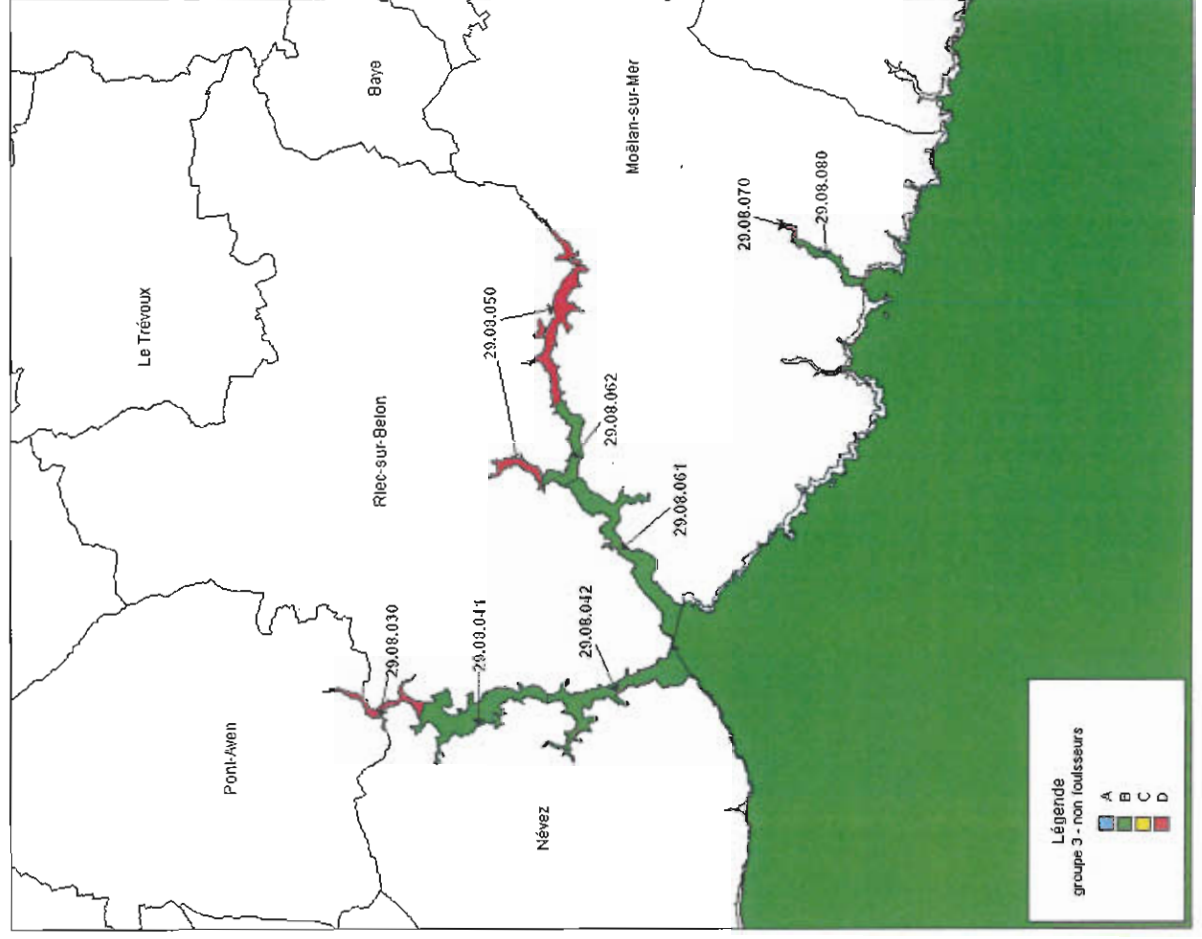 Le Trévoux
Baye
Riec-sur-Belon
Pont-Aven
Moëlan-sur-Mer
Névez
29.08.030
29.08.041
29.08.042
29.08.050
29.08.061
29.08.062
29.08.070
29.08.080
Légende
groupe 3 - non fouisseurs
A
B
C
D